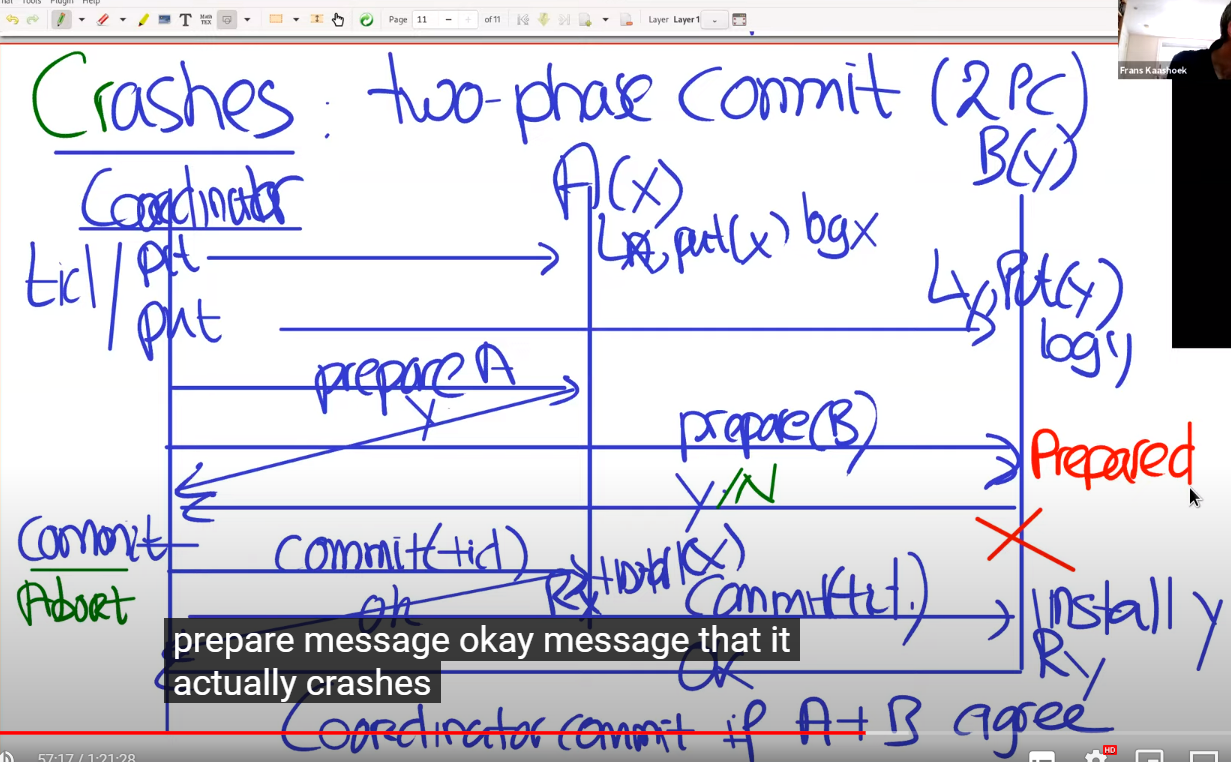 Tools Plugin Help
Page 11 of 11 Layer Layer 1
Frans Kaashoek
Crashes : two-phase commit (2PC)
Coordinator A(x) B(y)
tid / put Lx, put(x) log x
put Ly, Put(y)
log y
prepare A
Y
prepare(B)
Prepared
Y/N
Commit commit(tid) Install(x)
Rx
Abort ok Commit(tid.) Install y
Ry
OK
prepare message okay message that it
actually crashes
Coordinator commit if A+B agree
57:17 / 1:21:28
HD